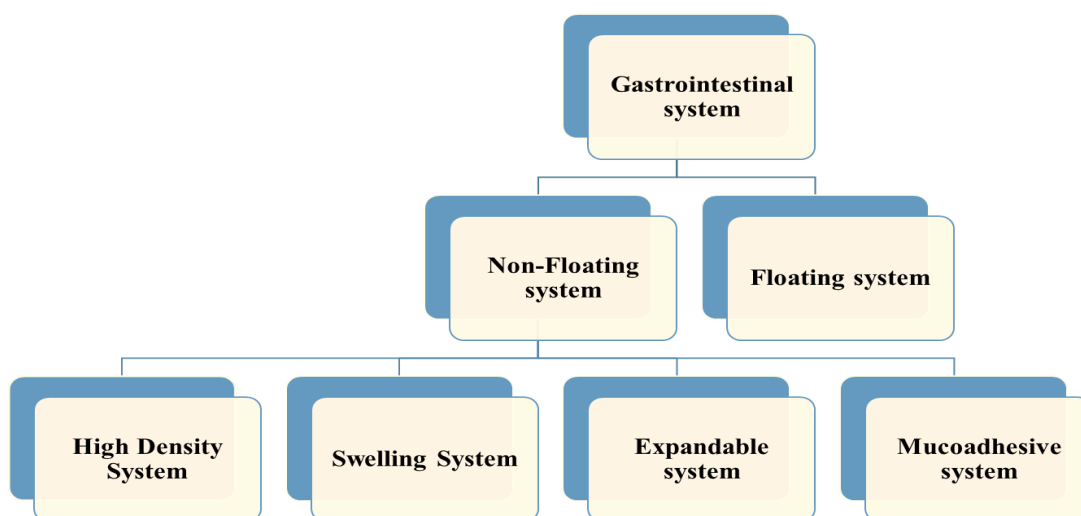 Gastrointestinal
system
Non-Floating
system
Floating system
High Density
System
Swelling System
Expandable
system
Mucoadhesive
system